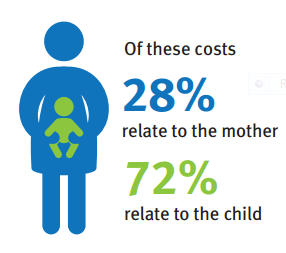 Of these costs
28%
relate to the mother
72%
relate to the child